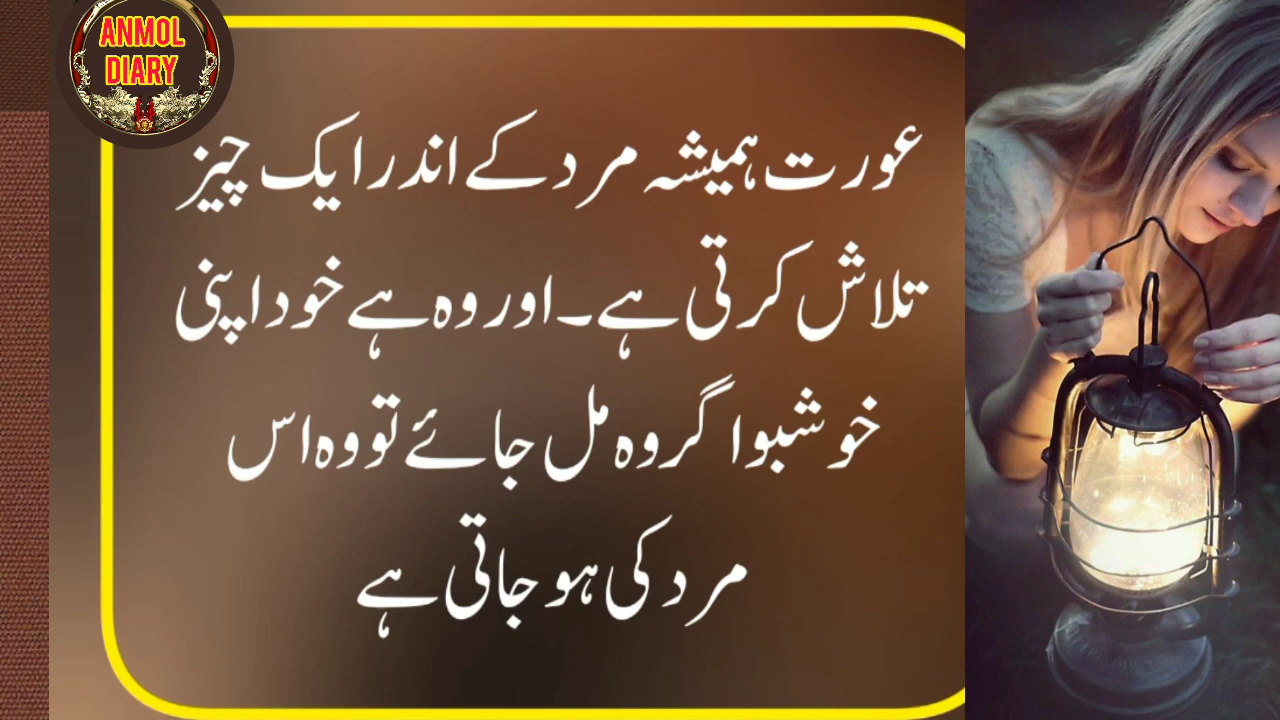 ANMOL
DIARY
عورت ہمیشہ مرد کے اندر ایک چیز
تلاش کرتی ہے۔ اور وہ ہے خود اپنی
خوشبو اگر وہ مل جائے تو وہ اس
مرد کی ہو جاتی ہے